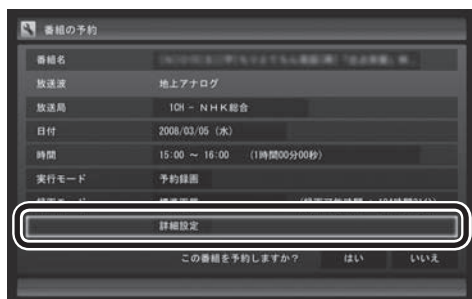 番組の予約
番組名
放送波 地上アナログ
放送局 1CH - NHK総合
日付 2008/03/05 (水)
時間 15:00 ~ 16:00 (1時間00分00秒)
実行モード 予約録画
詳細設定
この番組を予約しますか? はい いいえ